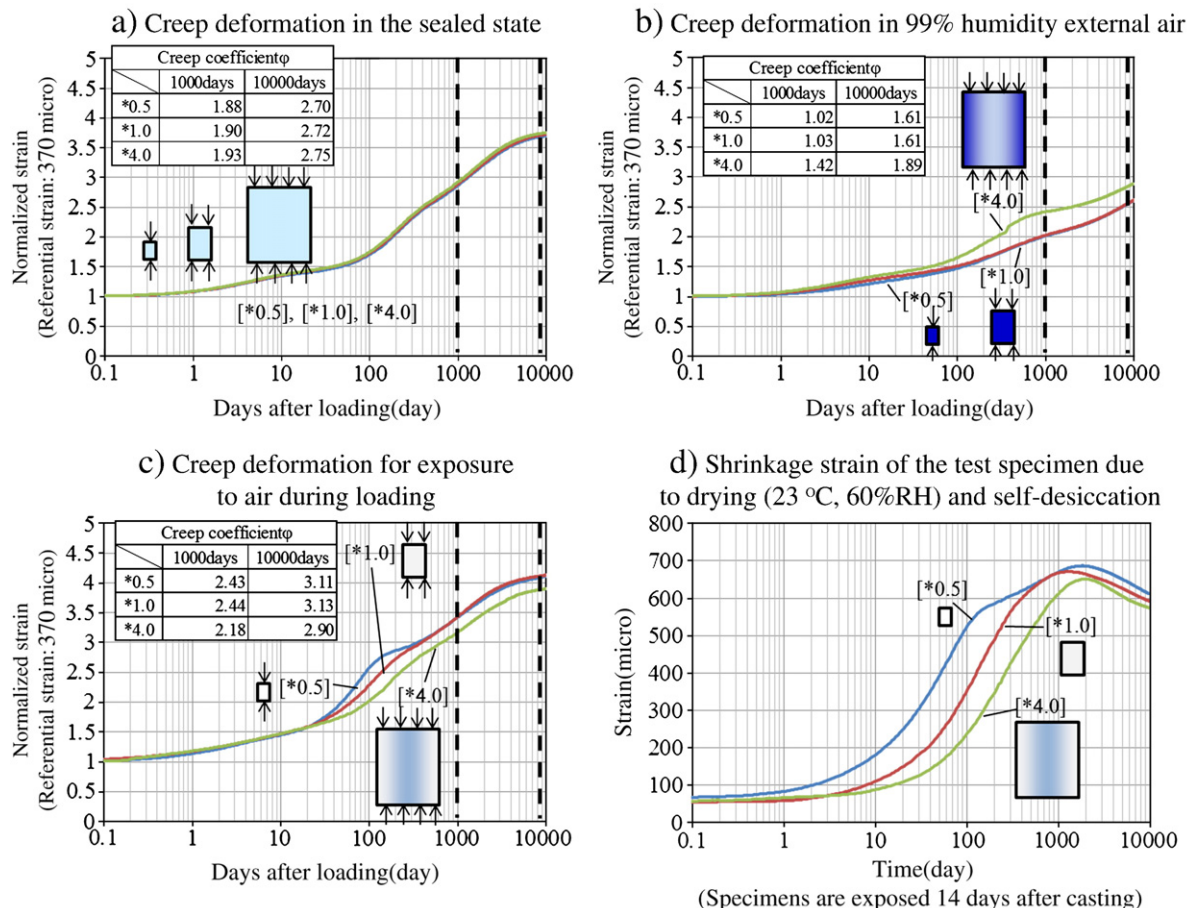 a) Creep deformation in the sealed state
Normalized strain
(Referential strain: 370 micro)
5
4.5
4
3.5
3
2.5
2
1.5
1
0.5
0
Creep coefficientφ
1000days 10000days
*0.5 1.88 2.70
*1.0 1.90 2.72
*4.0 1.93 2.75
[*0.5], [*1.0], [*4.0]
0.1 1 10 100 1000 10000
Days after loading(day)
b) Creep deformation in 99% humidity external air
Normalized strain
(Referential strain: 370 micro)
5
4.5
4
3.5
3
2.5
2
1.5
1
0.5
0
Creep coefficientφ
1000days 10000days
*0.5 1.02 1.61
*1.0 1.03 1.61
*4.0 1.42 1.89
[*4.0]
[*1.0]
[*0.5]
0.1 1 10 100 1000 10000
Days after loading(day)
c) Creep deformation for exposure
to air during loading
Normalized strain
(Referential strain: 370 micro)
5
4.5
4
3.5
3
2.5
2
1.5
1
0.5
0
Creep coefficientφ
1000days 10000days
*0.5 2.43 3.11
*1.0 2.44 3.13
*4.0 2.18 2.90
[*1.0]
[*0.5]
[*4.0]
0.1 1 10 100 1000 10000
Days after loading(day)
d) Shrinkage strain of the test specimen due
to drying (23 °C, 60%RH) and self-desiccation
Strain(micro)
800
700
600
500
400
300
200
100
0
[*0.5]
[*1.0]
[*4.0]
0.1 1 10 100 1000 10000
Time(day)
(Specimens are exposed 14 days after casting)